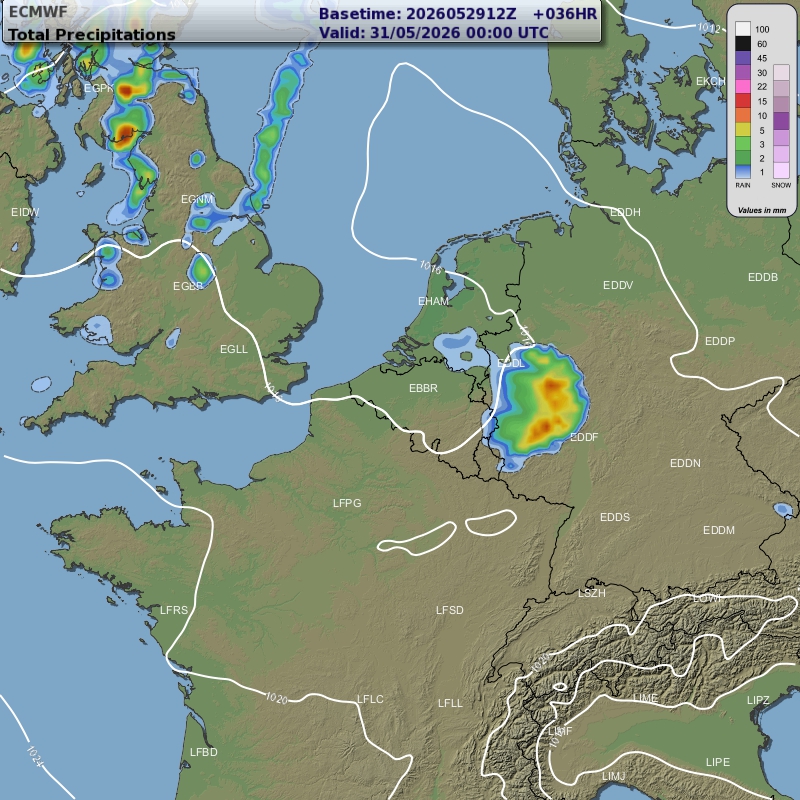 ECMWF
Basetime: 2026052912Z +036HR
Total Precipitations
Valid: 31/05/2026 00:00 UTC
1012
100
60
45
30
22
15
10
5
3
2
1
RAIN
SNOW
Values in mm
EKCH
EIDW
EGNM
EDDH
1016
EGBB
EDDV
EDDB
EHAM
EGLL
EDDP
EDDL
EBBR
EDDF
EDDN
LFPG
EDDS
EDDM
LSZH
LFRS
LFSD
1020
LFLC
LFLL
LIME
LIPZ
LIMF
LFBD
1024
LIPE
LIMJ